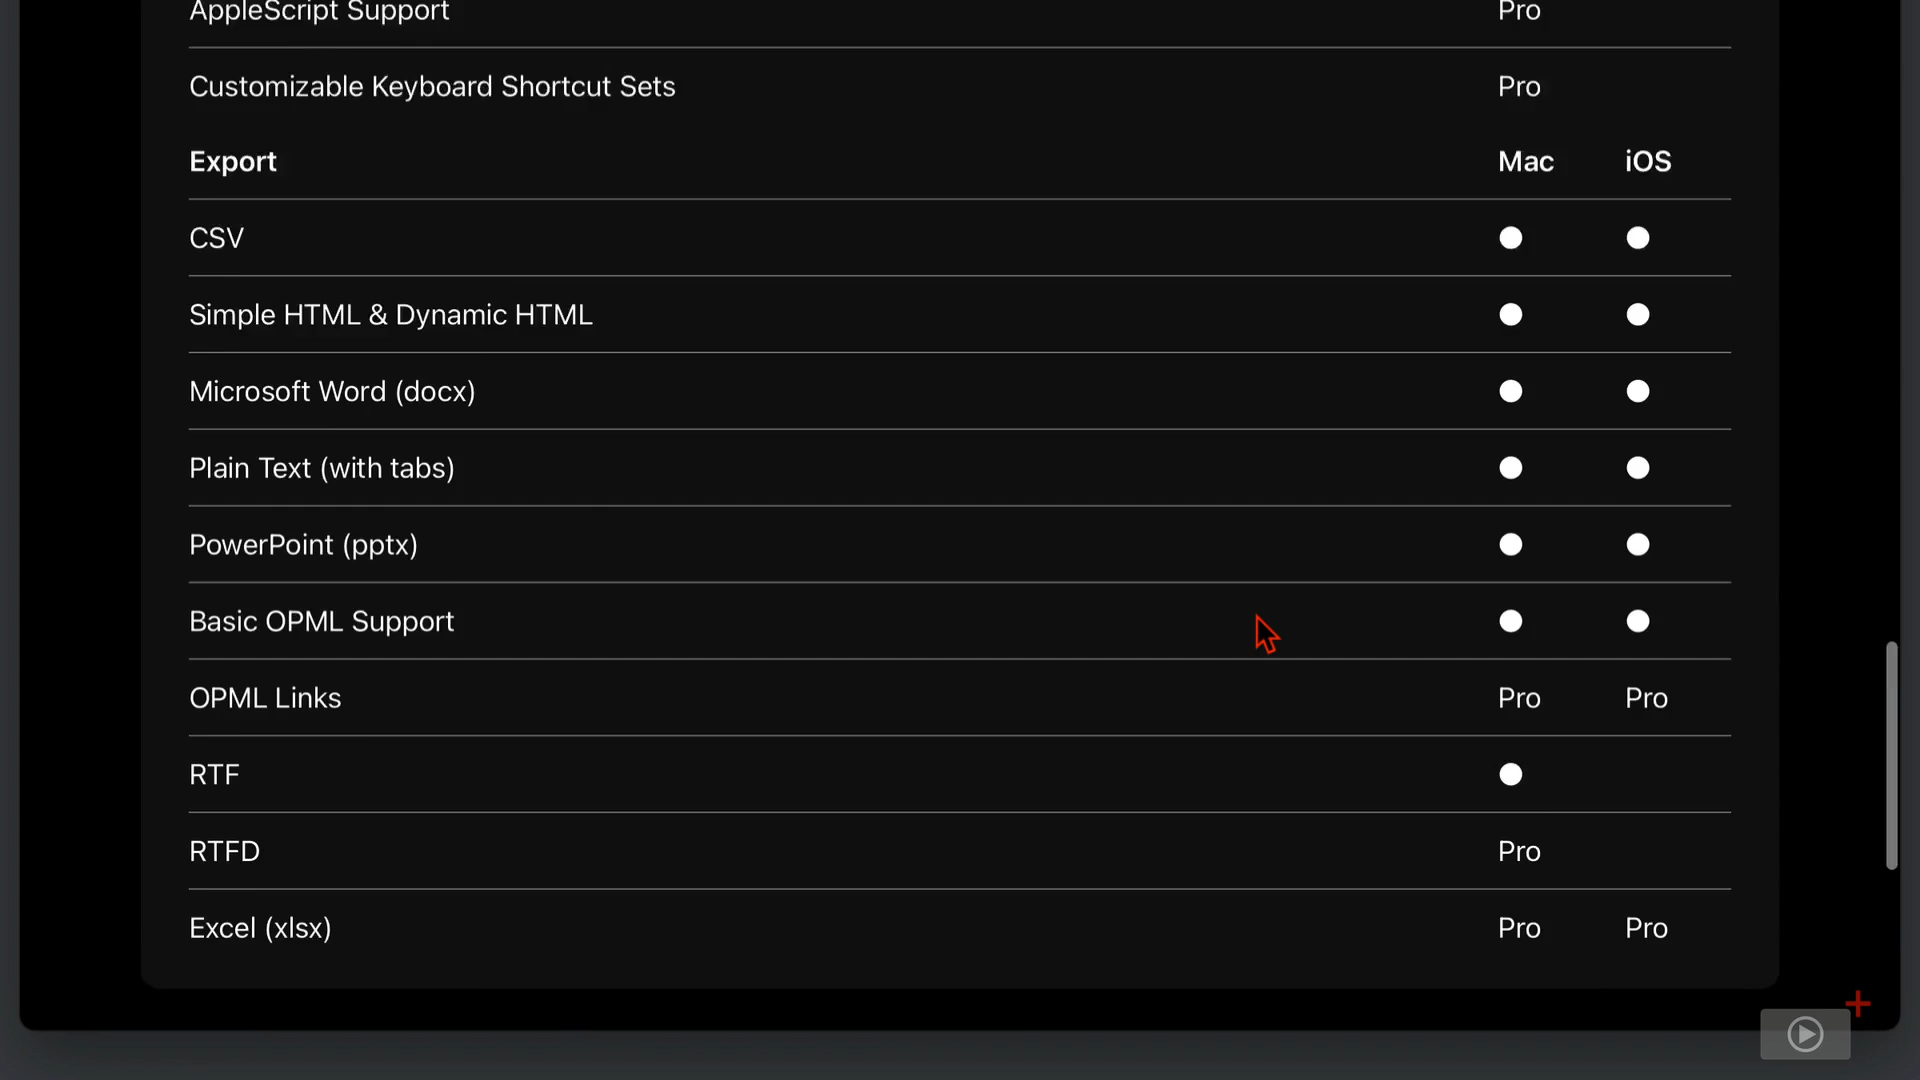 AppleScript Support Pro
Customizable Keyboard Shortcut Sets Pro
Export Mac iOS
CSV
Simple HTML & Dynamic HTML
Microsoft Word (docx)
Plain Text (with tabs)
PowerPoint (pptx)
Basic OPML Support
OPML Links Pro Pro
RTF
RTFD Pro
Excel (xlsx) Pro Pro